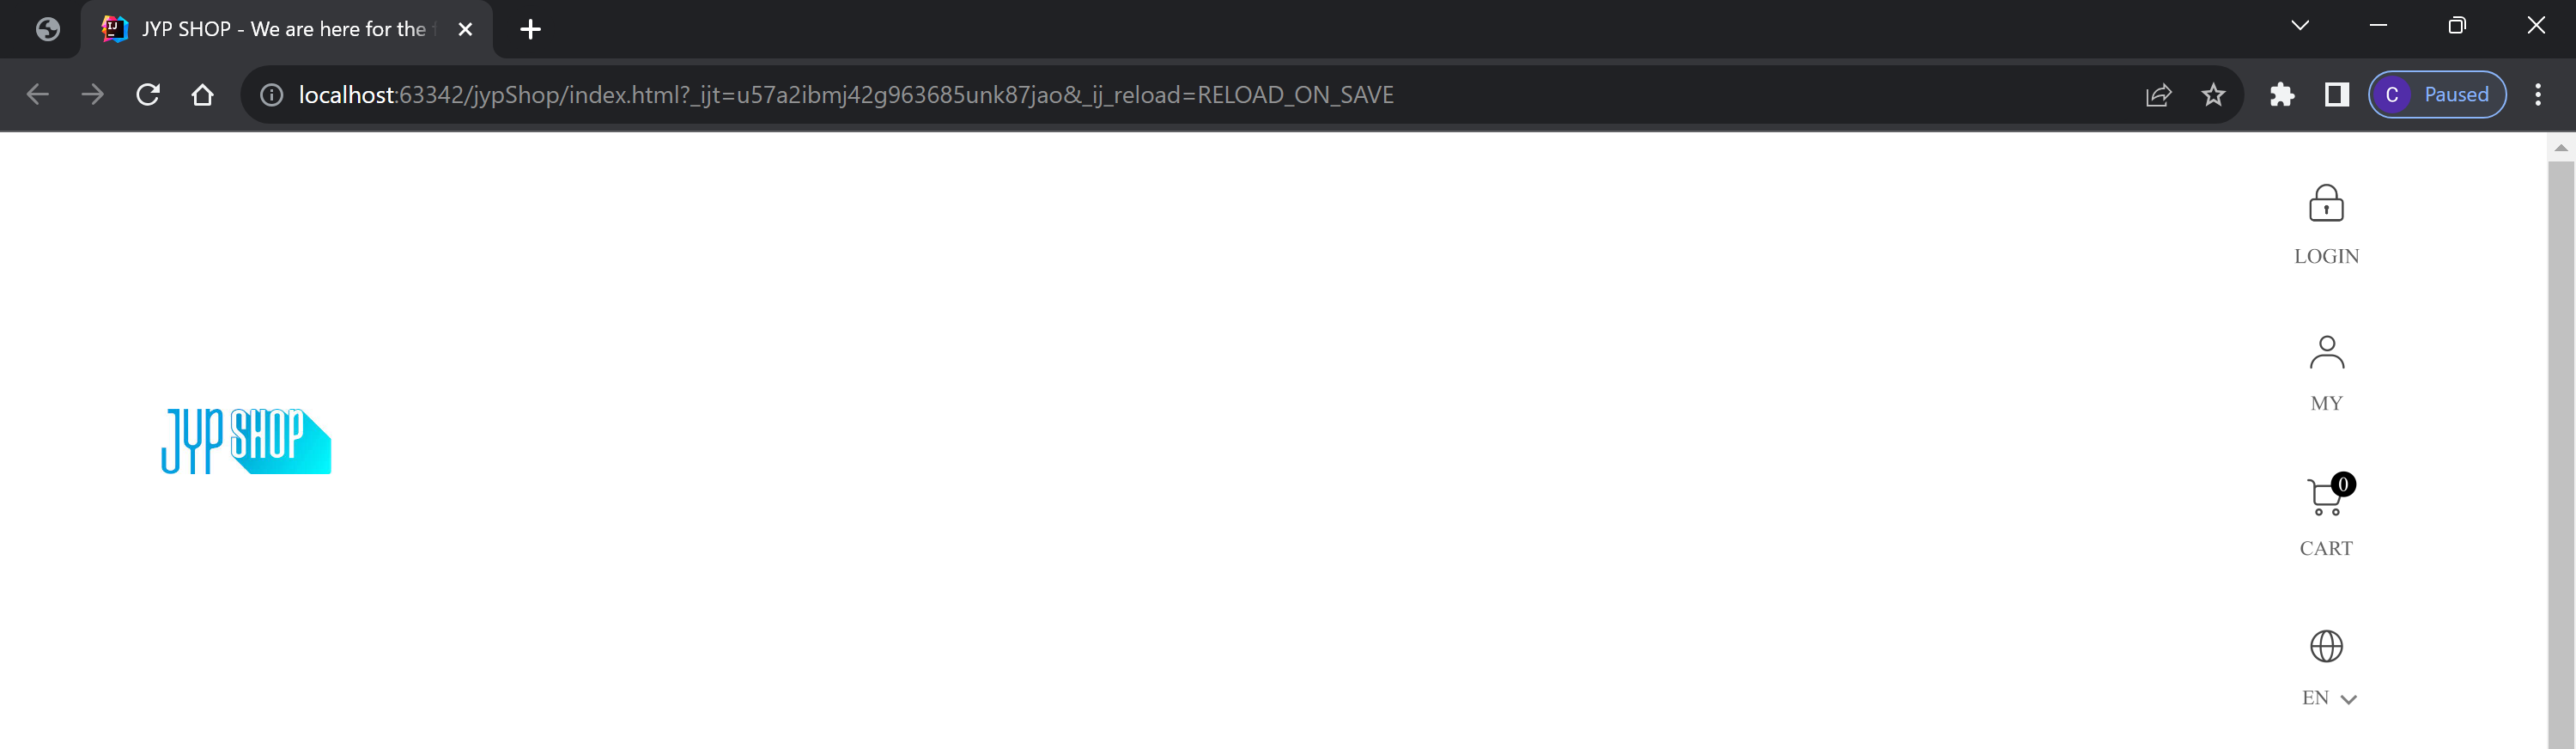 JYP SHOP - We are here for the
localhost:63342/jypShop/index.html?_ijt=u57a2ibmj42g963685unk87jao&_ij_reload=RELOAD_ON_SAVE
C Paused
LOGIN
MY
JYP SHOP
0
CART
EN